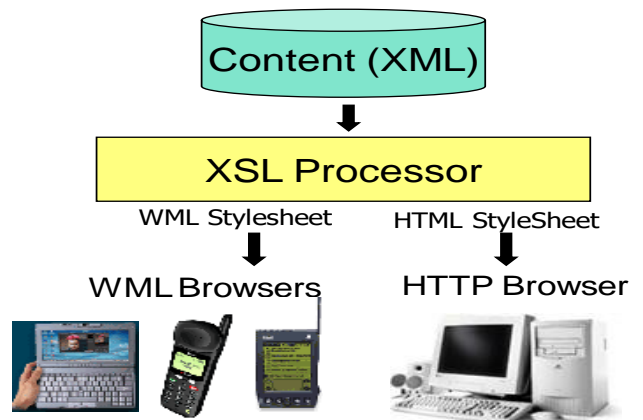 Content (XML)
XSL Processor
WML Stylesheet HTML StyleSheet
WML Browsers HTTP Browser